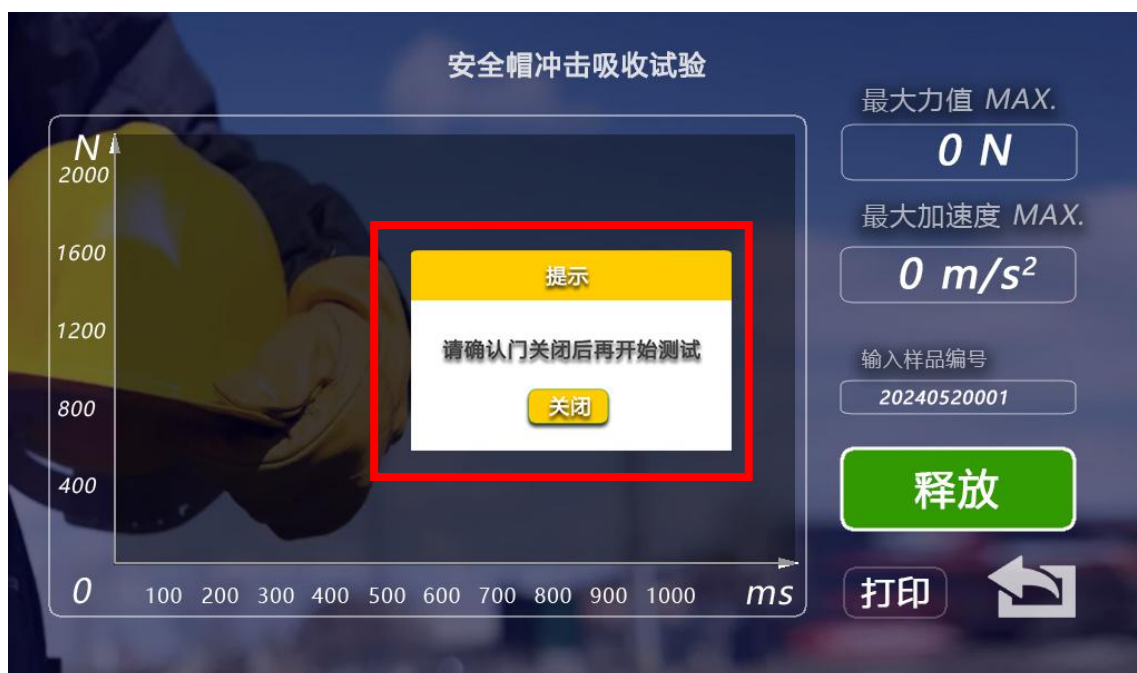 安全帽冲击吸收试验
最大力值 MAX.
0 N
最大加速度 MAX.
0 m/s²
输入样品编号
20240520001
释放
打印
N
2000
1600
1200
800
400
0
100 200 300 400 500 600 700 800 900 1000 ms
提示
请确认门关闭后再开始测试
关闭